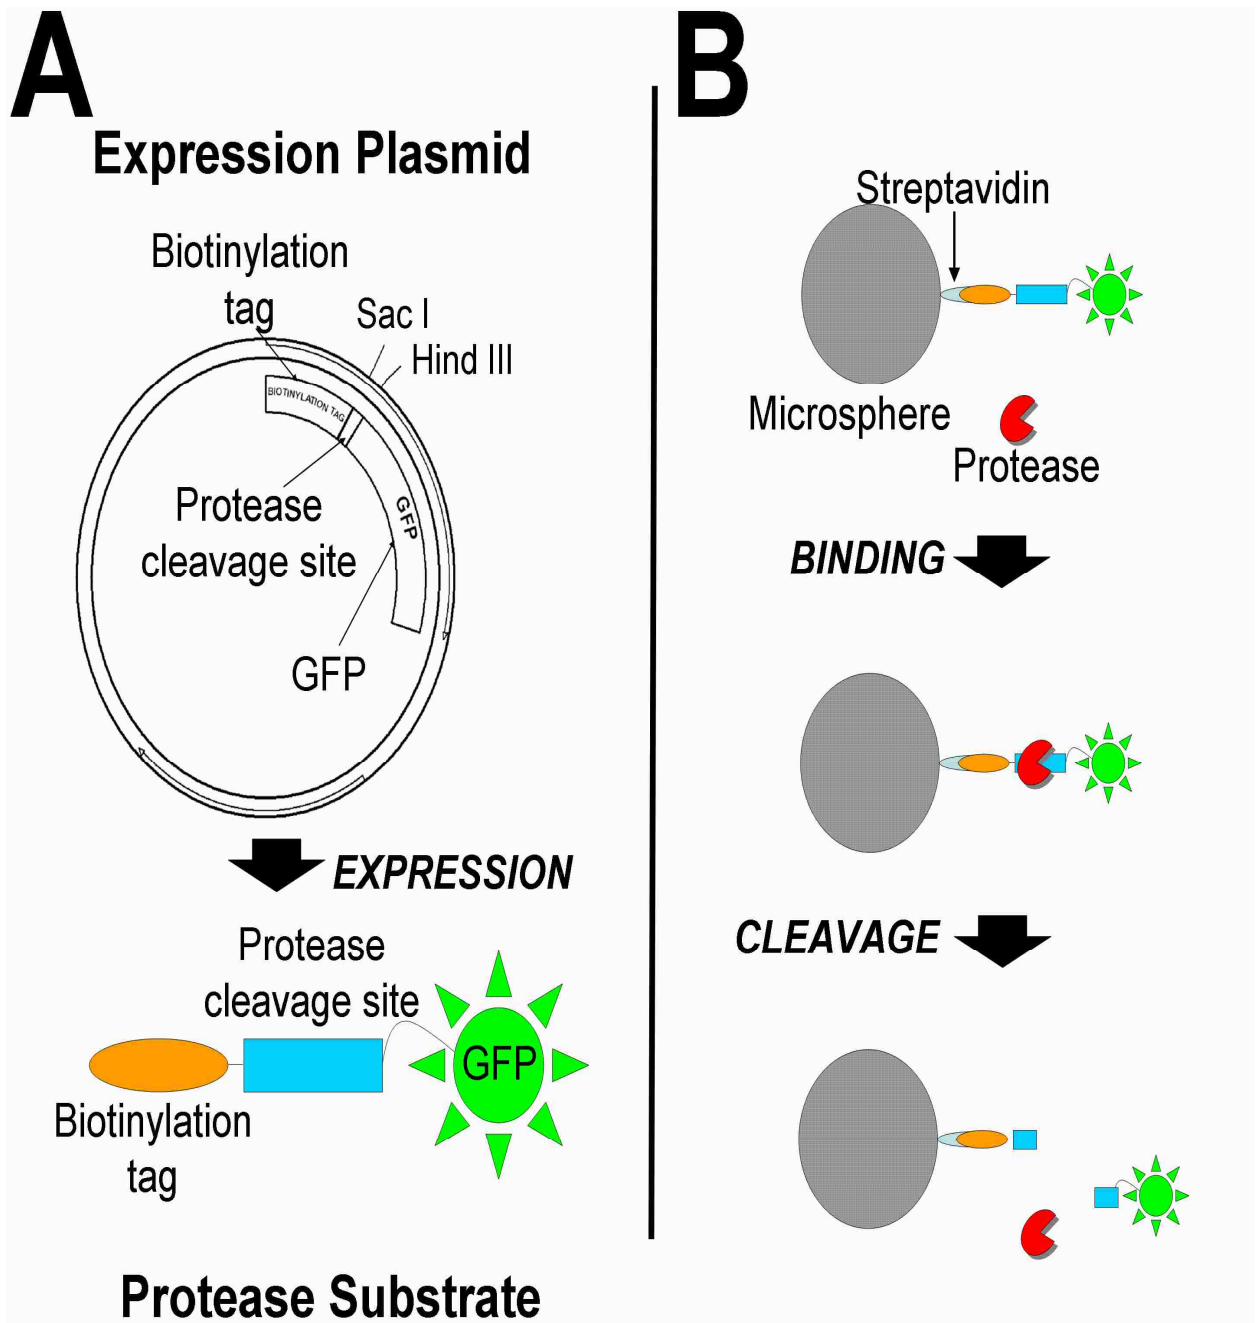 A
Expression Plasmid
Biotinylation
tag
Sac I
Hind III
BIOTINYLATION TAG
Protease
cleavage site
GFP
GFP
EXPRESSION
Protease
cleavage site
GFP
Biotinylation
tag
Protease Substrate
B
Streptavidin
Microsphere
Protease
BINDING
CLEAVAGE